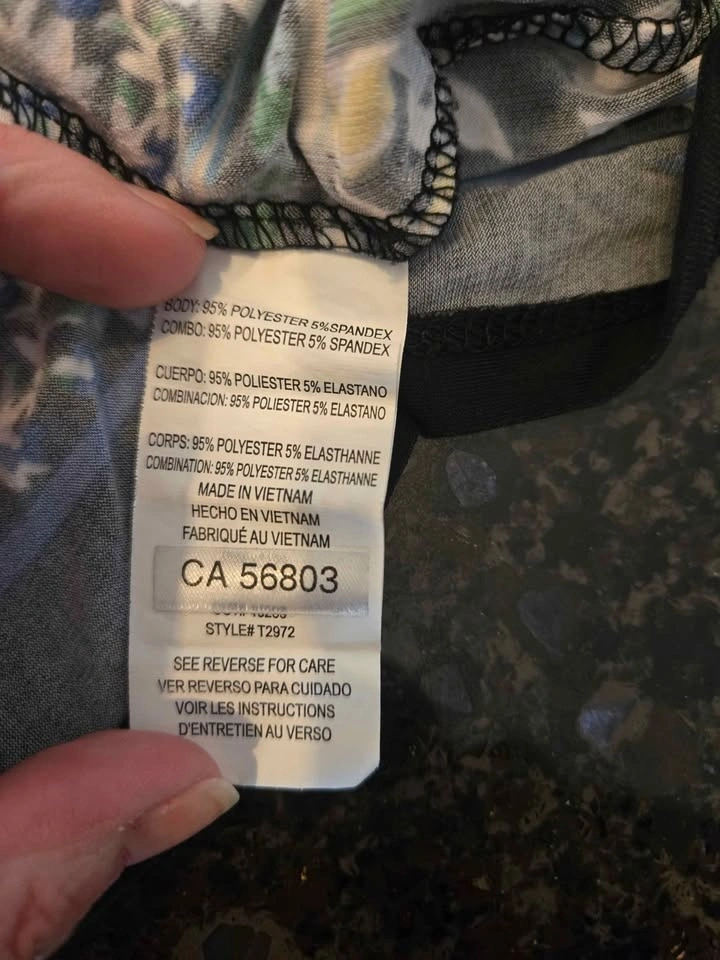 BODY: 95% POLYESTER 5%SPANDEX
COMBO: 95% POLYESTER 5% SPANDEX
CUERPO: 95% POLIESTER 5% ELASTANO
COMBINACION: 95% POLIESTER 5% ELASTANO
CORPS: 95% POLYESTER 5% ELASTHANNE
COMBINATION: 95% POLYESTER 5% ELASTHANNE
MADE IN VIETNAM
HECHO EN VIETNAM
FABRIQUÉ AU VIETNAM
CA 56803
STYLE# T2972
SEE REVERSE FOR CARE
VER REVERSO PARA CUIDADO
VOIR LES INSTRUCTIONS
D'ENTRETIEN AU VERSO